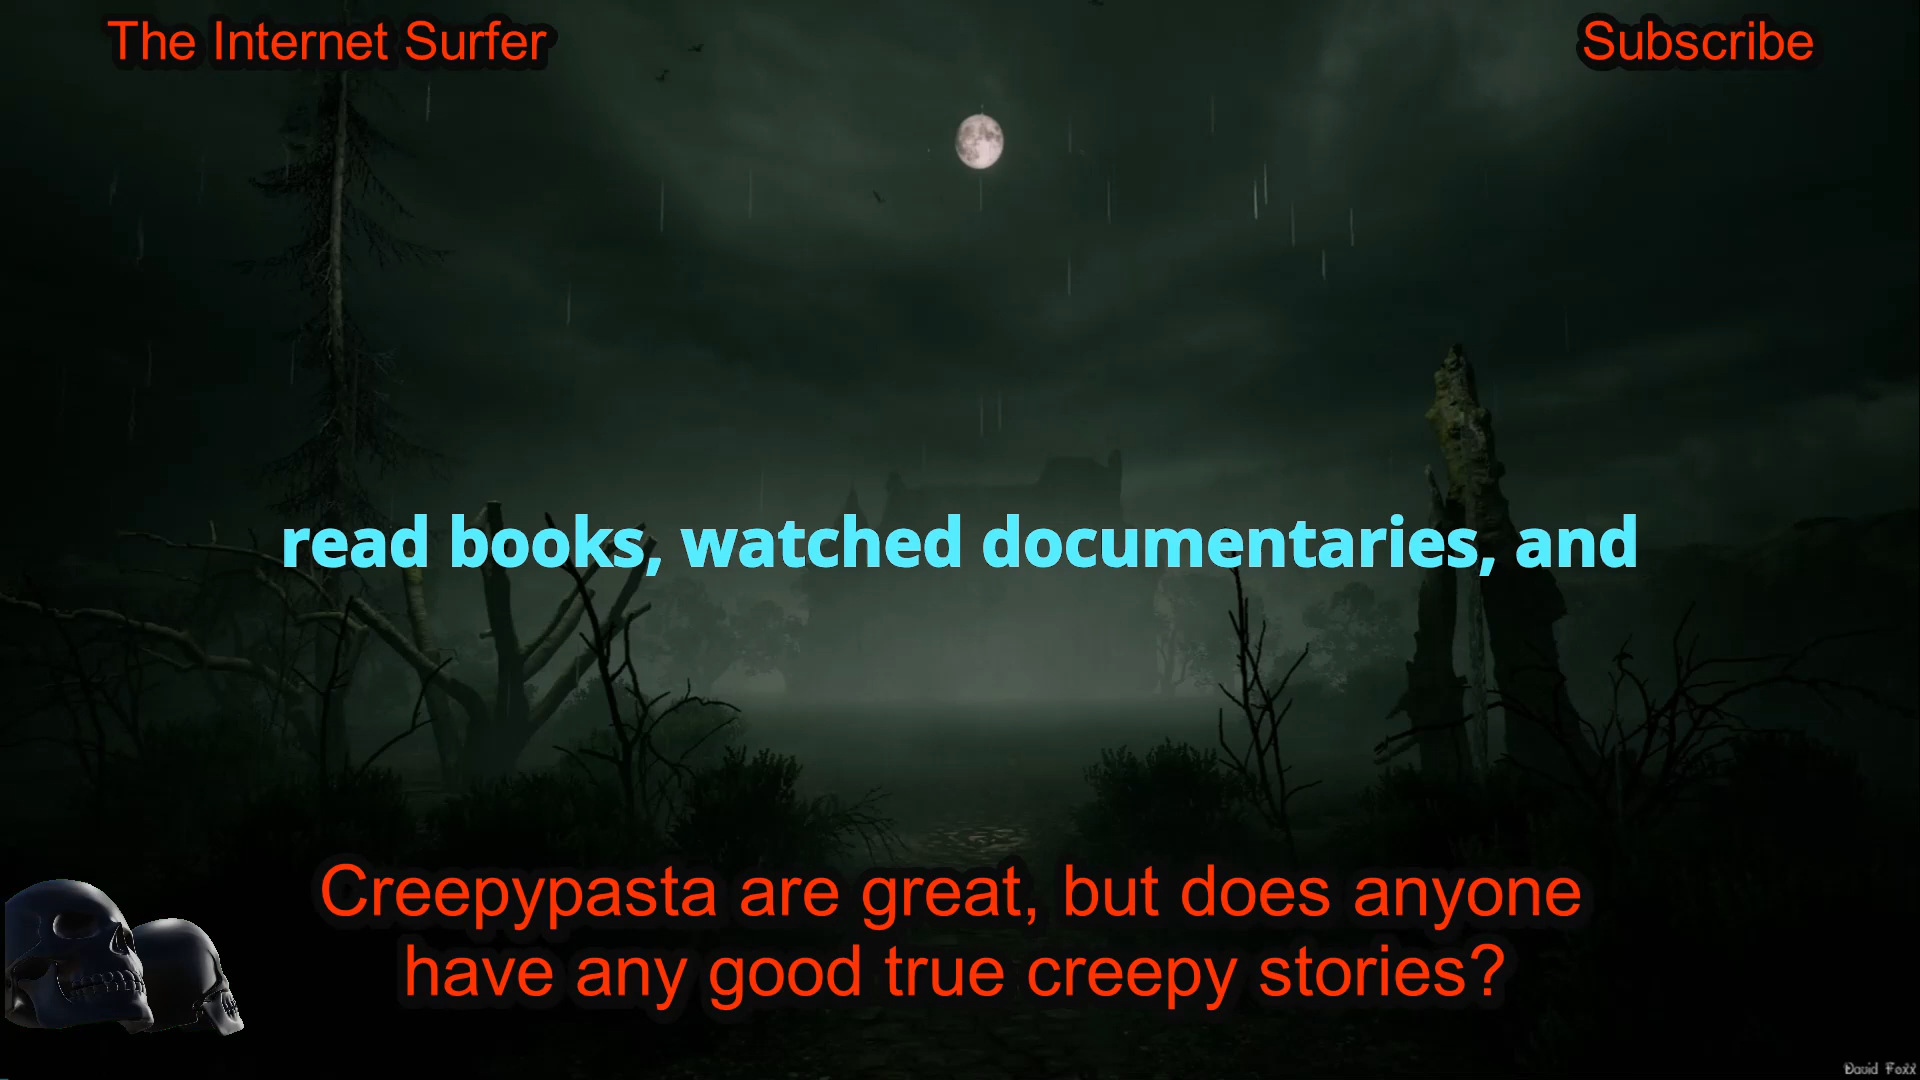 The Internet Surfer
Subscribe
read books, watched documentaries, and
Creepypasta are great, but does anyone
have any good true creepy stories?
David Foxx